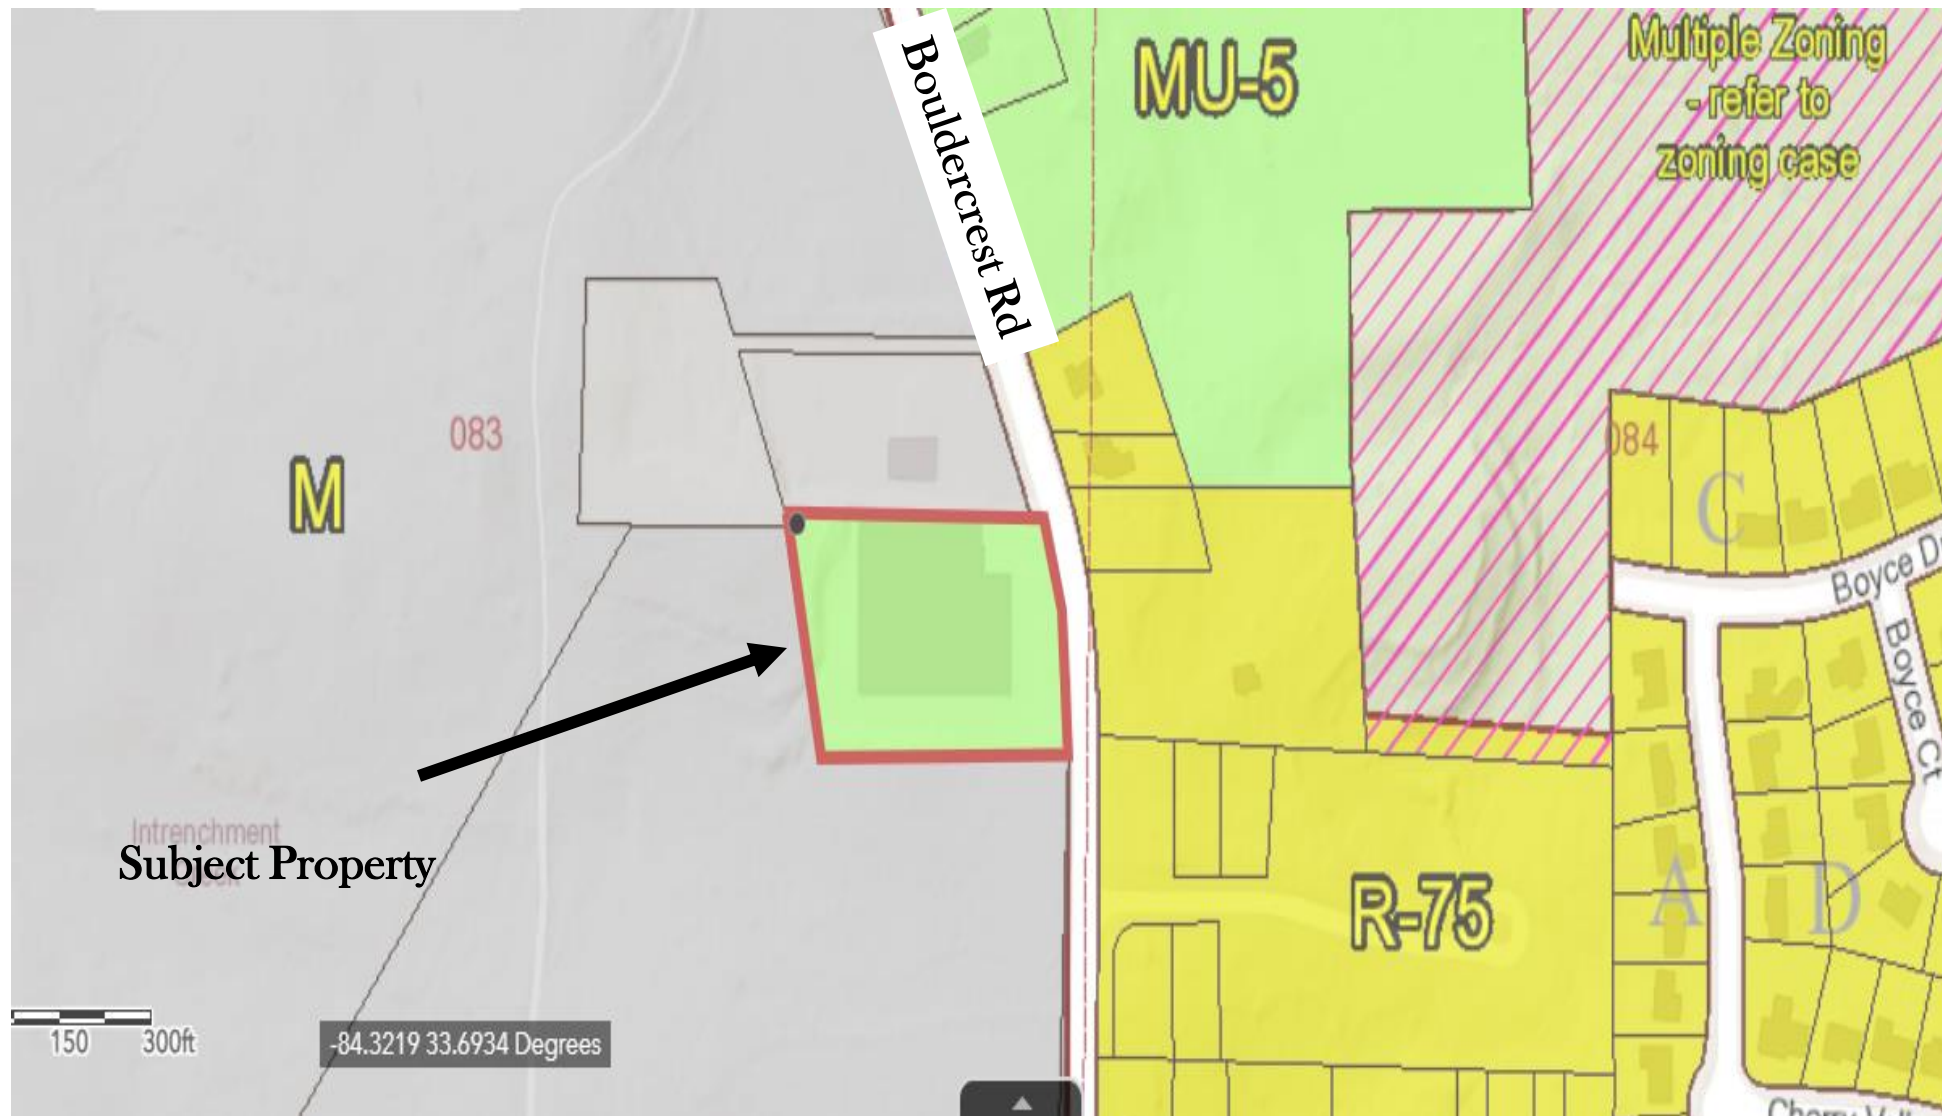 Bouldercrest Rd
MU-5
Multiple Zoning
- refer to
zoning case
083
084
M
C
Boyce
Boyce Ct
Intrenchment
Subject Property
A
D
R-75
150
300ft
-84.3219 33.6934 Degrees